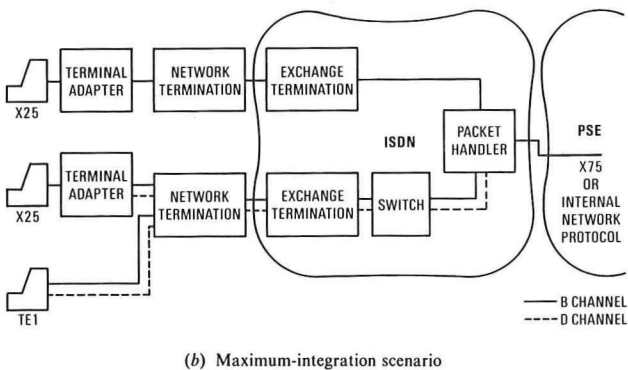 TERMINAL
ADAPTER
NETWORK
TERMINATION
EXCHANGE
TERMINATION
X25
ISDN
PACKET
HANDLER
PSE
X75
OR
INTERNAL
NETWORK
PROTOCOL
TERMINAL
ADAPTER
X25
NETWORK
TERMINATION
EXCHANGE
TERMINATION
SWITCH
TE1
B CHANNEL
D CHANNEL
(b) Maximum-integration scenario